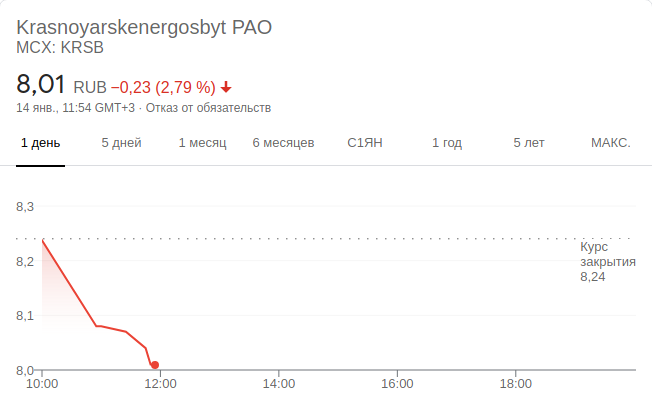 Krasnoyarskenergosbyt PAO
MCX: KRSB
8,01 RUB −0,23 (2,79 %)
14 янв., 11:54 GMT+3 · Отказ от обязательств
1 день 5 дней 1 месяц 6 месяцев С1ЯН 1 год 5 лет МАКС.
8,3
Курс
закрытия
8,24
8,2
8,1
8,0
10:00 12:00 14:00 16:00 18:00